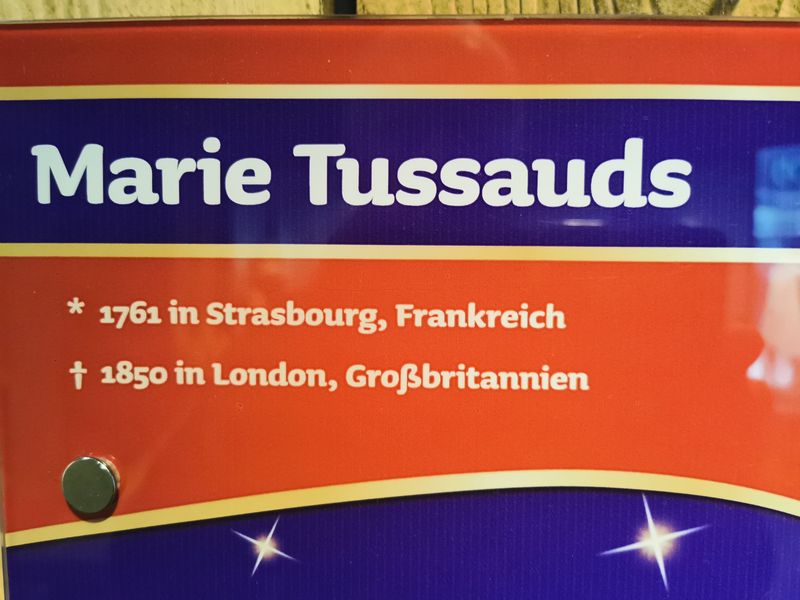 Marie Tussauds
* 1761 in Strasbourg, Frankreich
† 1850 in London, Großbritannien